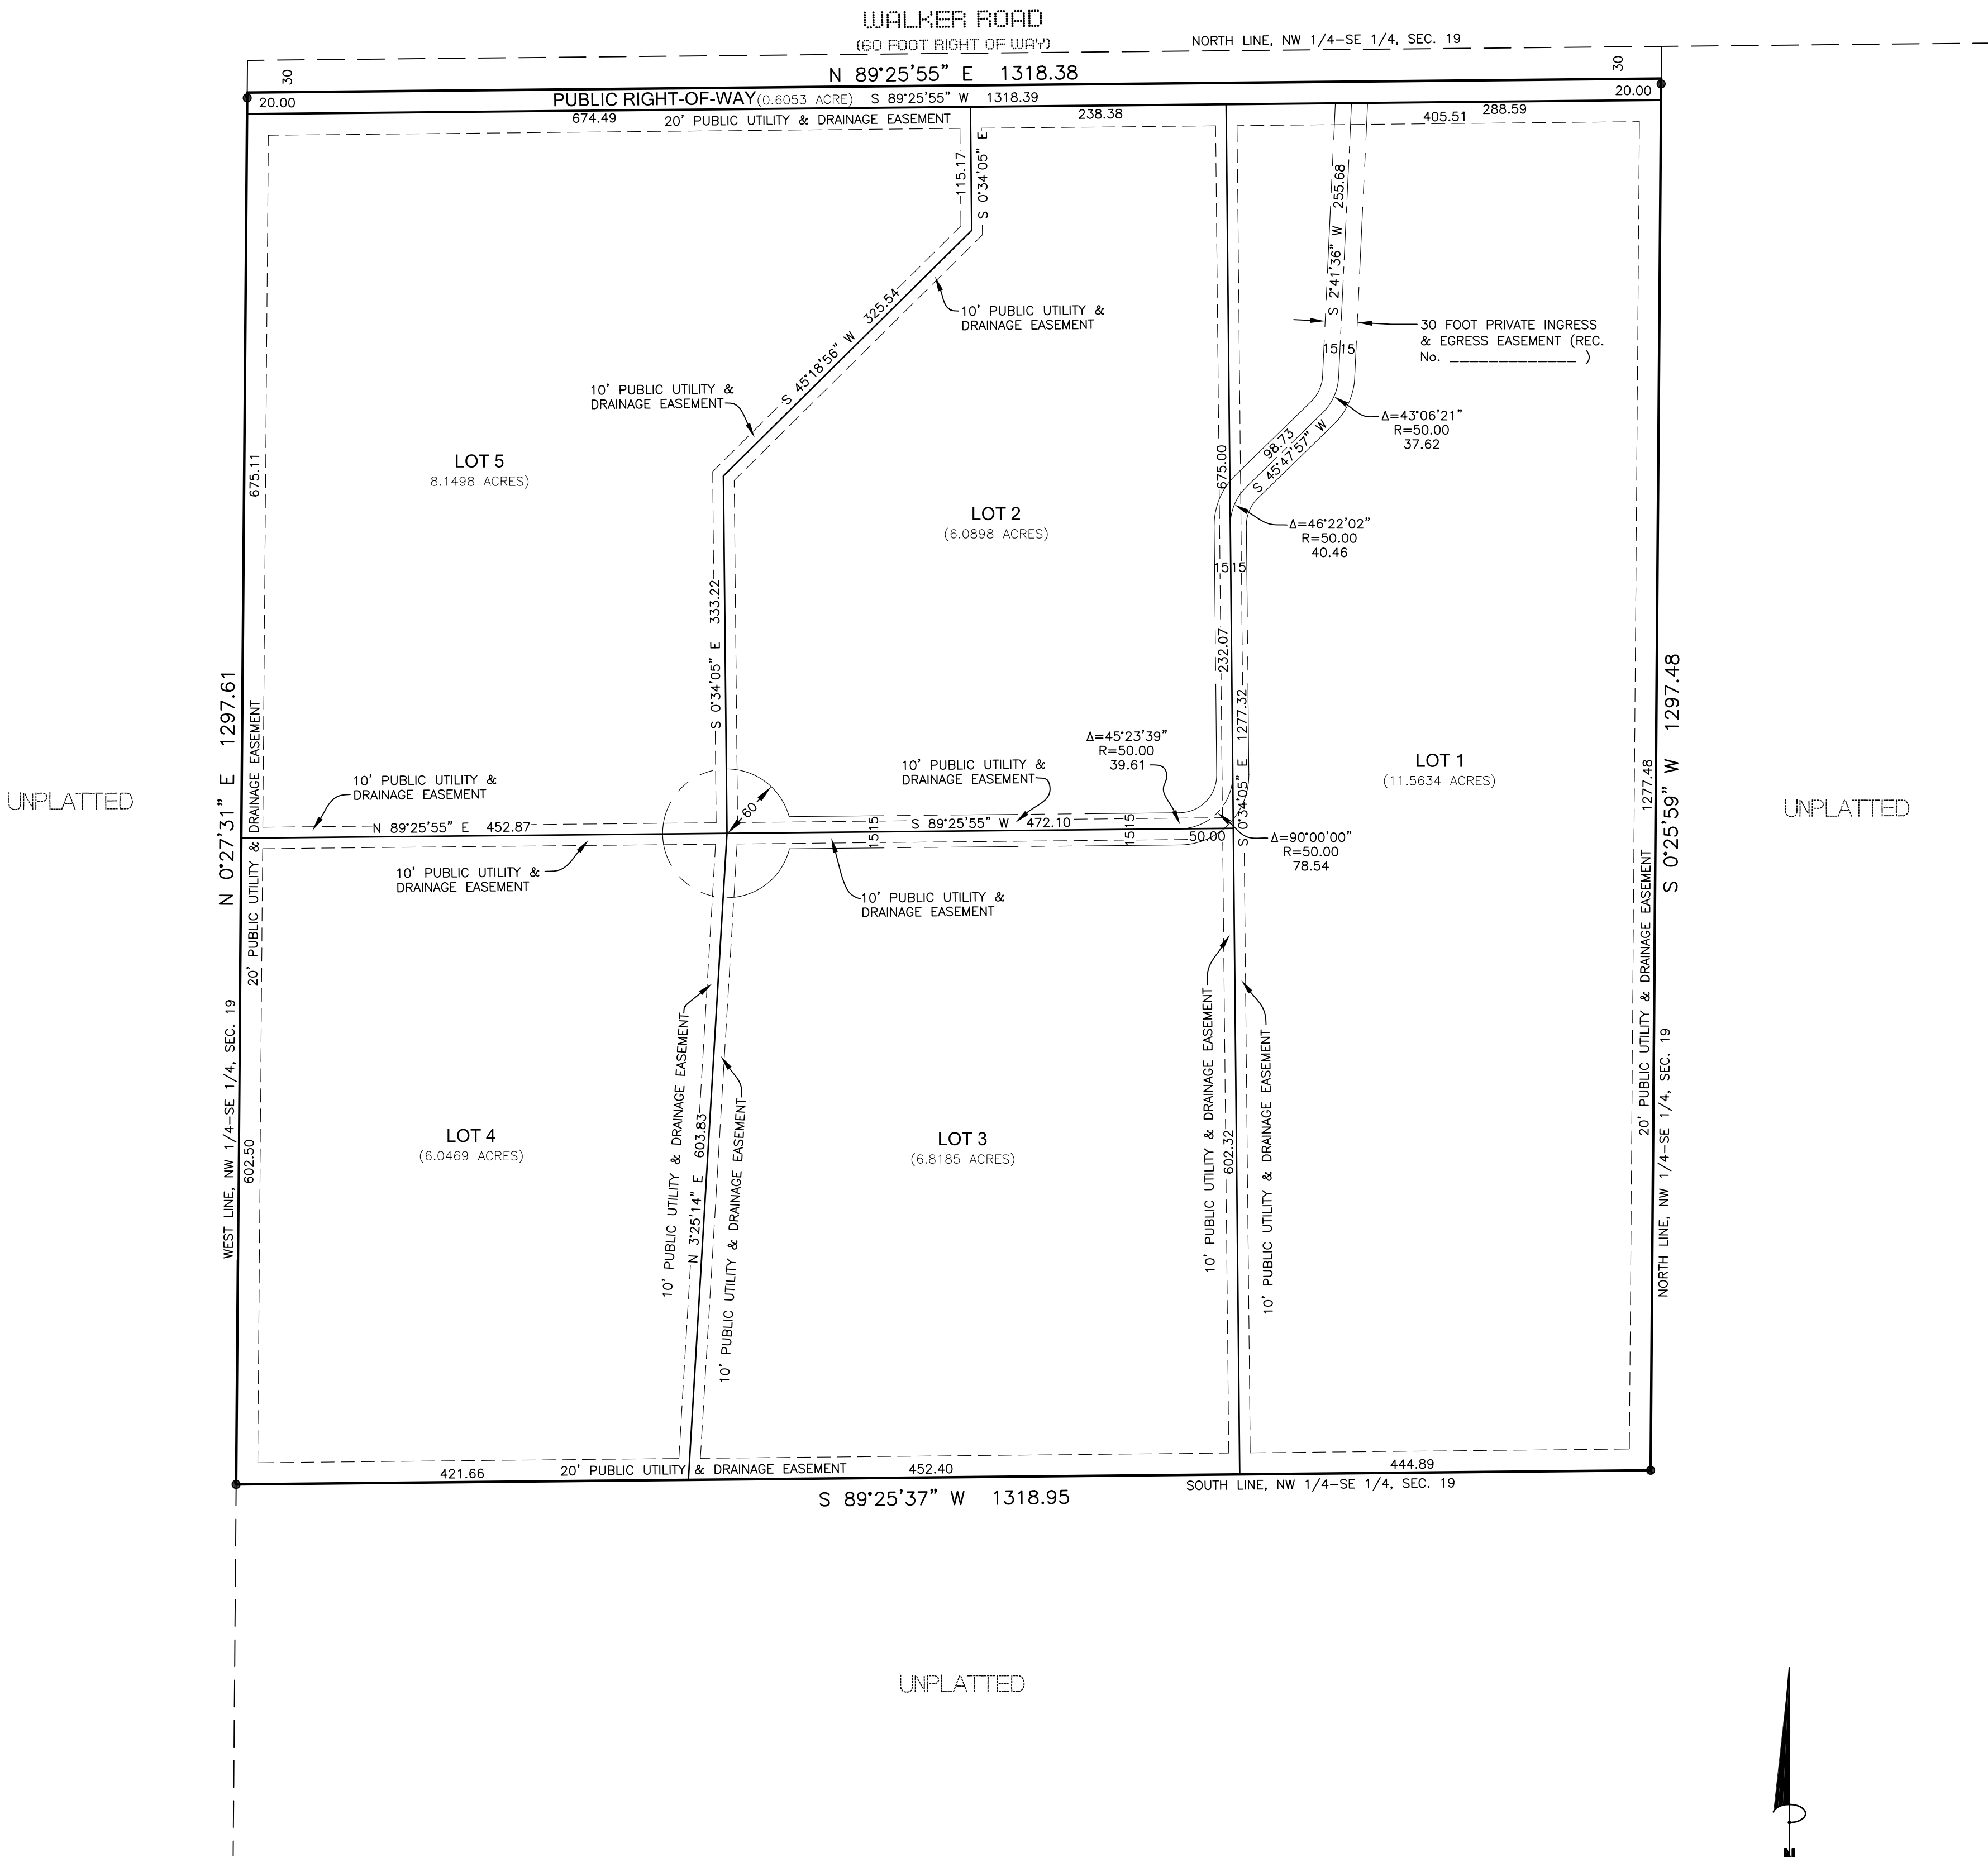 WALKER ROAD
(60 FOOT RIGHT OF WAY)
NORTH LINE, NW 1/4-SE 1/4, SEC. 19
30
30
N 89°25'55" E 1318.38
20.00
PUBLIC RIGHT-OF-WAY (0.6053 ACRE) S 89°25'55" W 1318.39
20.00
674.49
20' PUBLIC UTILITY & DRAINAGE EASEMENT
238.38
405.51
288.59
115.17
S 0°34'05" E
255.68
S 2°41'36" W
10' PUBLIC UTILITY &
DRAINAGE EASEMENT
S 45°18'56" W 325.54
30 FOOT PRIVATE INGRESS
& EGRESS EASEMENT (REC.
No. _____________ )
15 15
10' PUBLIC UTILITY &
DRAINAGE EASEMENT
Δ=43°06'21"
R=50.00
37.62
98.73
S 45°47'57" W
LOT 5
8.1498 ACRES)
675.11
675.00
LOT 2
(6.0898 ACRES)
Δ=46°22'02"
R=50.00
40.46
15 15
S 0°34'05" E 333.22
232.07
N 0°27'31" E 1297.61
S 0°25'59" W 1297.48
20' PUBLIC UTILITY & DRAINAGE EASEMENT
S 0°34'05" E 1277.32
Δ=45°23'39"
R=50.00
39.61
LOT 1
(11.5634 ACRES)
1277.48
10' PUBLIC UTILITY &
DRAINAGE EASEMENT
10' PUBLIC UTILITY &
DRAINAGE EASEMENT
UNPLATTED
UNPLATTED
60
N 89°25'55" E 452.87
15 15
S 89°25'55" W 472.10
15 15
50.00
Δ=90°00'00"
R=50.00
78.54
10' PUBLIC UTILITY &
DRAINAGE EASEMENT
10' PUBLIC UTILITY &
DRAINAGE EASEMENT
20' PUBLIC UTILITY & DRAINAGE EASEMENT
WEST LINE, NW 1/4-SE 1/4, SEC. 19
NORTH LINE, NW 1/4-SE 1/4, SEC. 19
602.50
LOT 4
(6.0469 ACRES)
10' PUBLIC UTILITY & DRAINAGE EASEMENT
N 3°25'14" E 603.83
10' PUBLIC UTILITY & DRAINAGE EASEMENT
LOT 3
(6.8185 ACRES)
10' PUBLIC UTILITY & DRAINAGE EASEMENT
602.32
10' PUBLIC UTILITY & DRAINAGE EASEMENT
421.66
20' PUBLIC UTILITY & DRAINAGE EASEMENT
452.40
444.89
S 89°25'37" W 1318.95
SOUTH LINE, NW 1/4-SE 1/4, SEC. 19
UNPLATTED
N